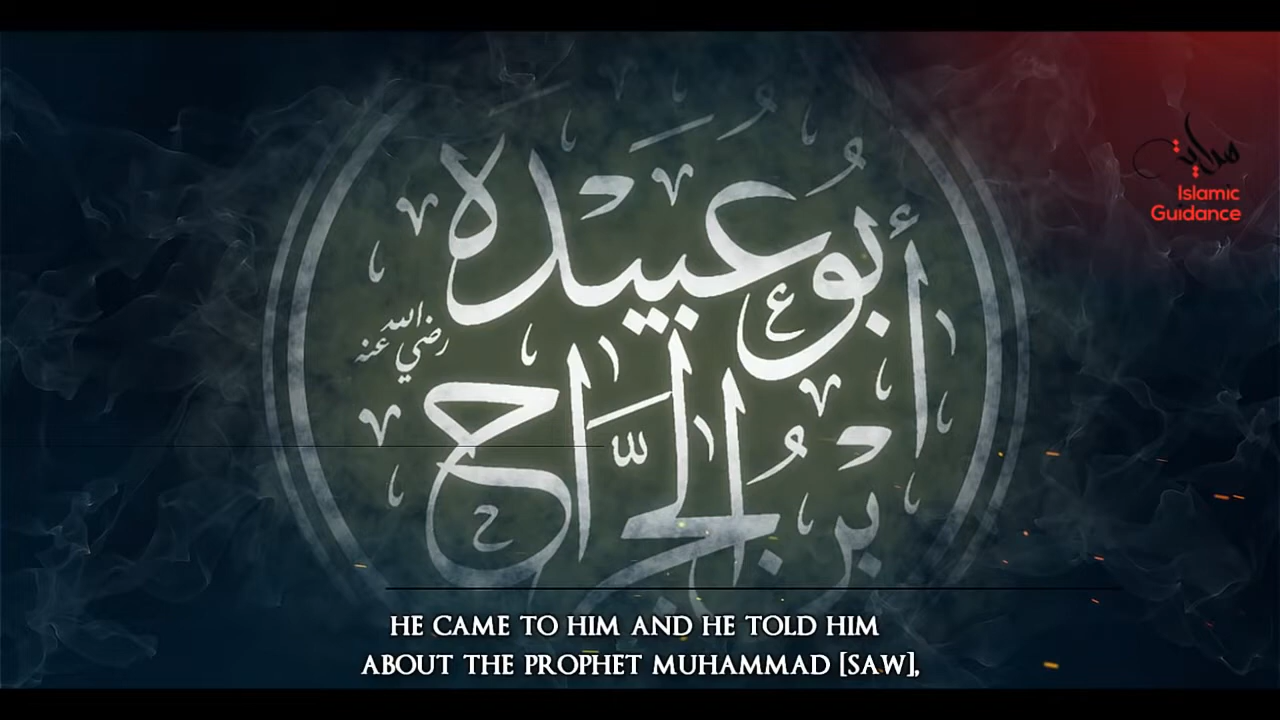 أبو عبيده
بن الجراح
رضي الله عنه
هداية
Islamic
Guidance
HE CAME TO HIM AND HE TOLD HIM
ABOUT THE PROPHET MUHAMMAD [SAW],